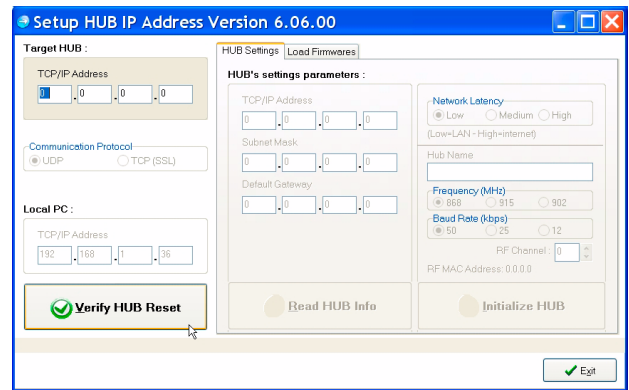 Setup HUB IP Address Version 6.06.00
Target HUB :
TCP/IP Address
0 . 0 . 0 . 0
Communication Protocol
UDP TCP (SSL)
Local PC :
TCP/IP Address
192 . 168 . 1 . 36
Verify HUB Reset
HUB Settings Load Firmwares
HUB's settings parameters :
TCP/IP Address
0 . 0 . 0 . 0
Subnet Mask
0 . 0 . 0 . 0
Default Gateway
0 . 0 . 0 . 0
Read HUB Info
Network Latency
Low Medium High
(Low=LAN - High=internet)
Hub Name
Frequency (MHz)
868 915 902
Baud Rate (kbps)
50 25 12
RF Channel : 0
RF MAC Address: 0.0.0.0
Initialize HUB
Exit